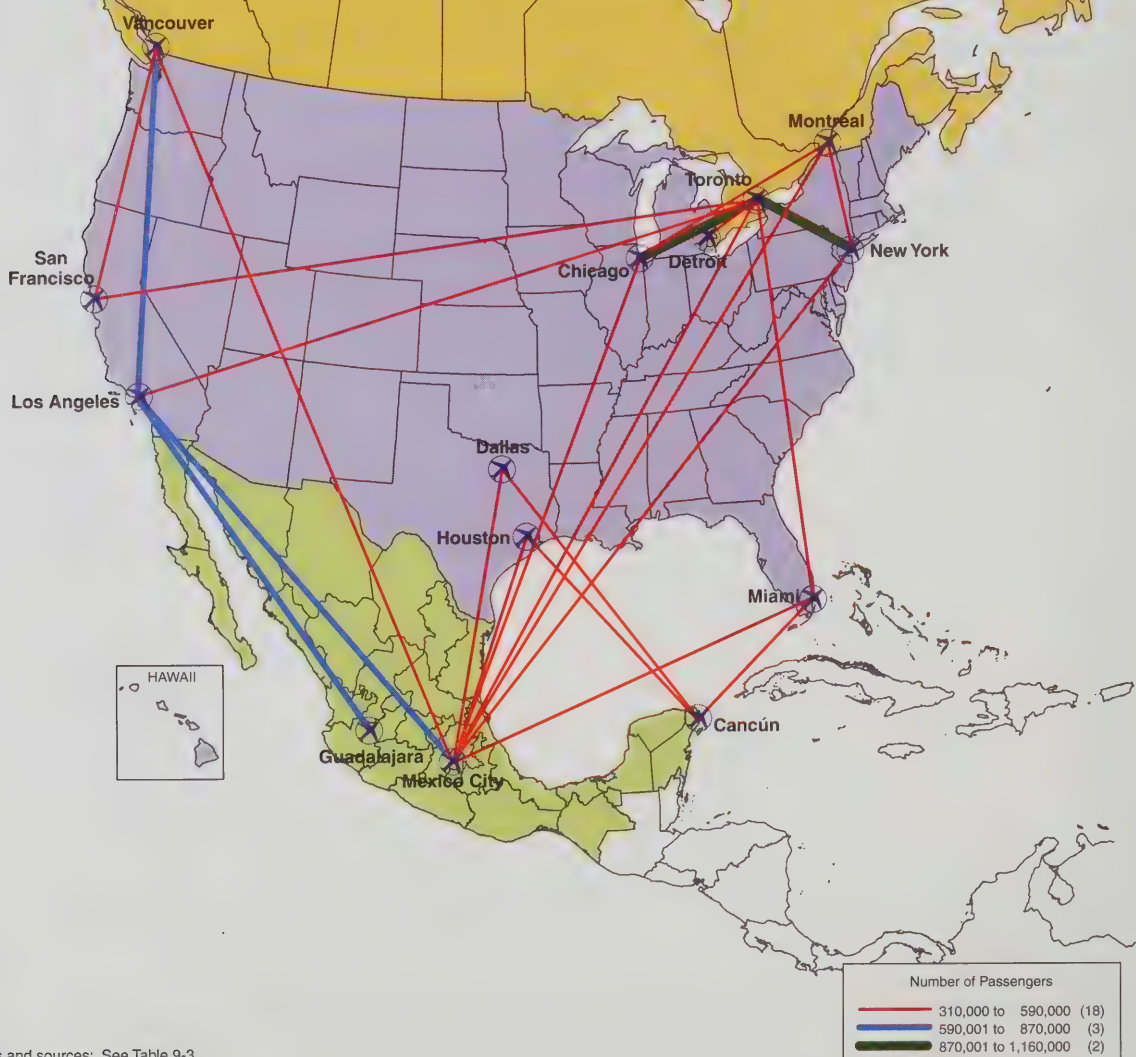 Vancouver
Montréal
Toronto
San
Francisco
New York
Chicago
Detroit
Los Angeles
Dallas
Houston
Miami
HAWAII
Cancún
Guadalajara
Mexico City
Number of Passengers
310,000 to 590,000 (18)
590,001 to 870,000 (3)
870,001 to 1,160,000 (2)
and sources: See Table 9-3